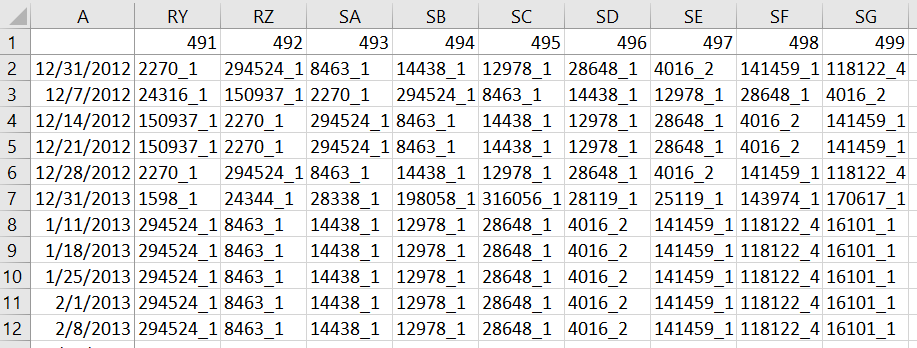 A RY RZ SA SB SC SD SE SF SG
1 491 492 493 494 495 496 497 498 499
2 12/31/2012 2270_1 294524_1 8463_1 14438_1 12978_1 28648_1 4016_2 141459_1 118122_4
3 12/7/2012 24316_1 150937_1 2270_1 294524_1 8463_1 14438_1 12978_1 28648_1 4016_2
4 12/14/2012 150937_1 2270_1 294524_1 8463_1 14438_1 12978_1 28648_1 4016_2 141459_1
5 12/21/2012 150937_1 2270_1 294524_1 8463_1 14438_1 12978_1 28648_1 4016_2 141459_1
6 12/28/2012 2270_1 294524_1 8463_1 14438_1 12978_1 28648_1 4016_2 141459_1 118122_4
7 12/31/2013 1598_1 24344_1 28338_1 198058_1 316056_1 28119_1 25119_1 143974_1 170617_1
8 1/11/2013 294524_1 8463_1 14438_1 12978_1 28648_1 4016_2 141459_1 118122_4 16101_1
9 1/18/2013 294524_1 8463_1 14438_1 12978_1 28648_1 4016_2 141459_1 118122_4 16101_1
10 1/25/2013 294524_1 8463_1 14438_1 12978_1 28648_1 4016_2 141459_1 118122_4 16101_1
11 2/1/2013 294524_1 8463_1 14438_1 12978_1 28648_1 4016_2 141459_1 118122_4 16101_1
12 2/8/2013 294524_1 8463_1 14438_1 12978_1 28648_1 4016_2 141459_1 118122_4 16101_1